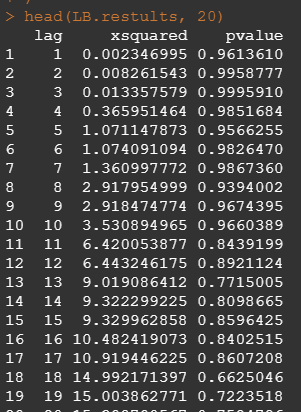 > head(LB.restults, 20)
lag xsquared pvalue
1 1 0.002346995 0.9613610
2 2 0.008261543 0.9958777
3 3 0.013357579 0.9995910
4 4 0.365951464 0.9851684
5 5 1.071147873 0.9566255
6 6 1.074091094 0.9826470
7 7 1.360997772 0.9867360
8 8 2.917954999 0.9394002
9 9 2.918474774 0.9674395
10 10 3.530894965 0.9660389
11 11 6.420053877 0.8439199
12 12 6.443246175 0.8921124
13 13 9.019086412 0.7715005
14 14 9.322299225 0.8098665
15 15 9.329962858 0.8596425
16 16 10.482419073 0.8402515
17 17 10.919446225 0.8607208
18 18 14.992171397 0.6625046
19 19 15.003862771 0.7223518